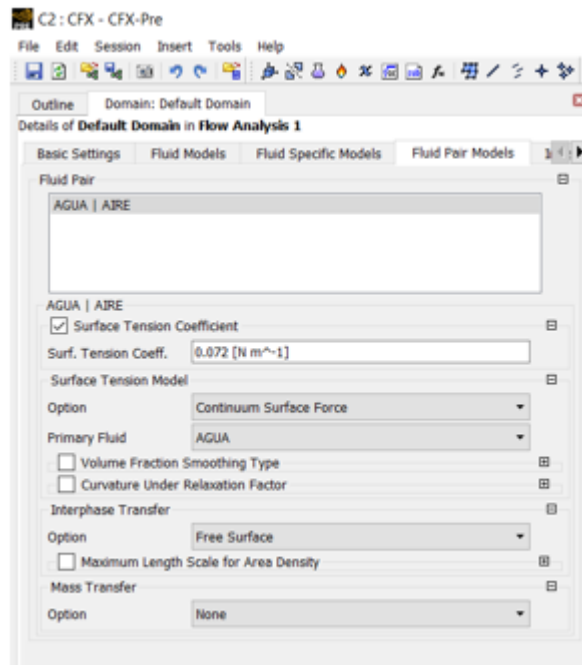 C2 : CFX - CFX-Pre
File Edit Session Insert Tools Help
Outline Domain: Default Domain
Details of Default Domain in Flow Analysis 1
Basic Settings Fluid Models Fluid Specific Models Fluid Pair Models
Fluid Pair
AGUA | AIRE
AGUA | AIRE
Surface Tension Coefficient
Surf. Tension Coeff. 0.072 [N m^-1]
Surface Tension Model
Option Continuum Surface Force
Primary Fluid AGUA
Volume Fraction Smoothing Type
Curvature Under Relaxation Factor
Interphase Transfer
Option Free Surface
Maximum Length Scale for Area Density
Mass Transfer
Option None